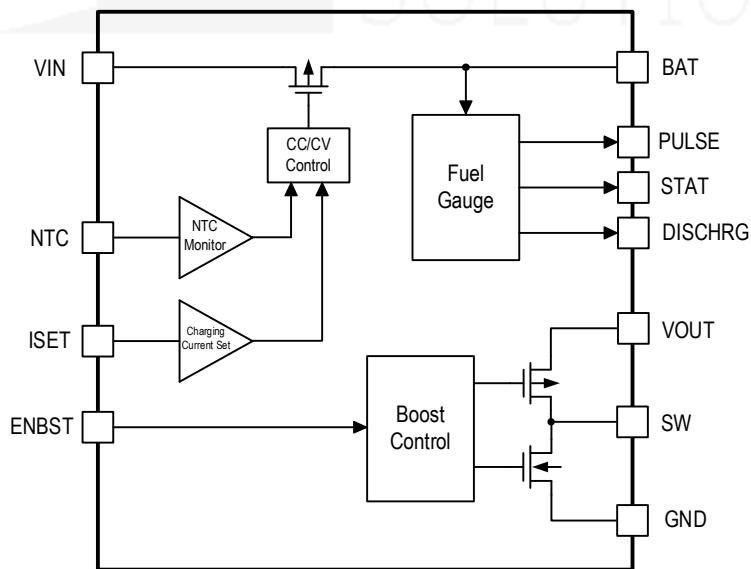 SOLUTIO
VIN
BAT
CC/CV
Control
Fuel
Gauge
PULSE
STAT
DISCHRG
NTC
NTC
Monitor
ISET
Charging
Current Set
VOUT
ENBST
Boost
Control
SW
GND